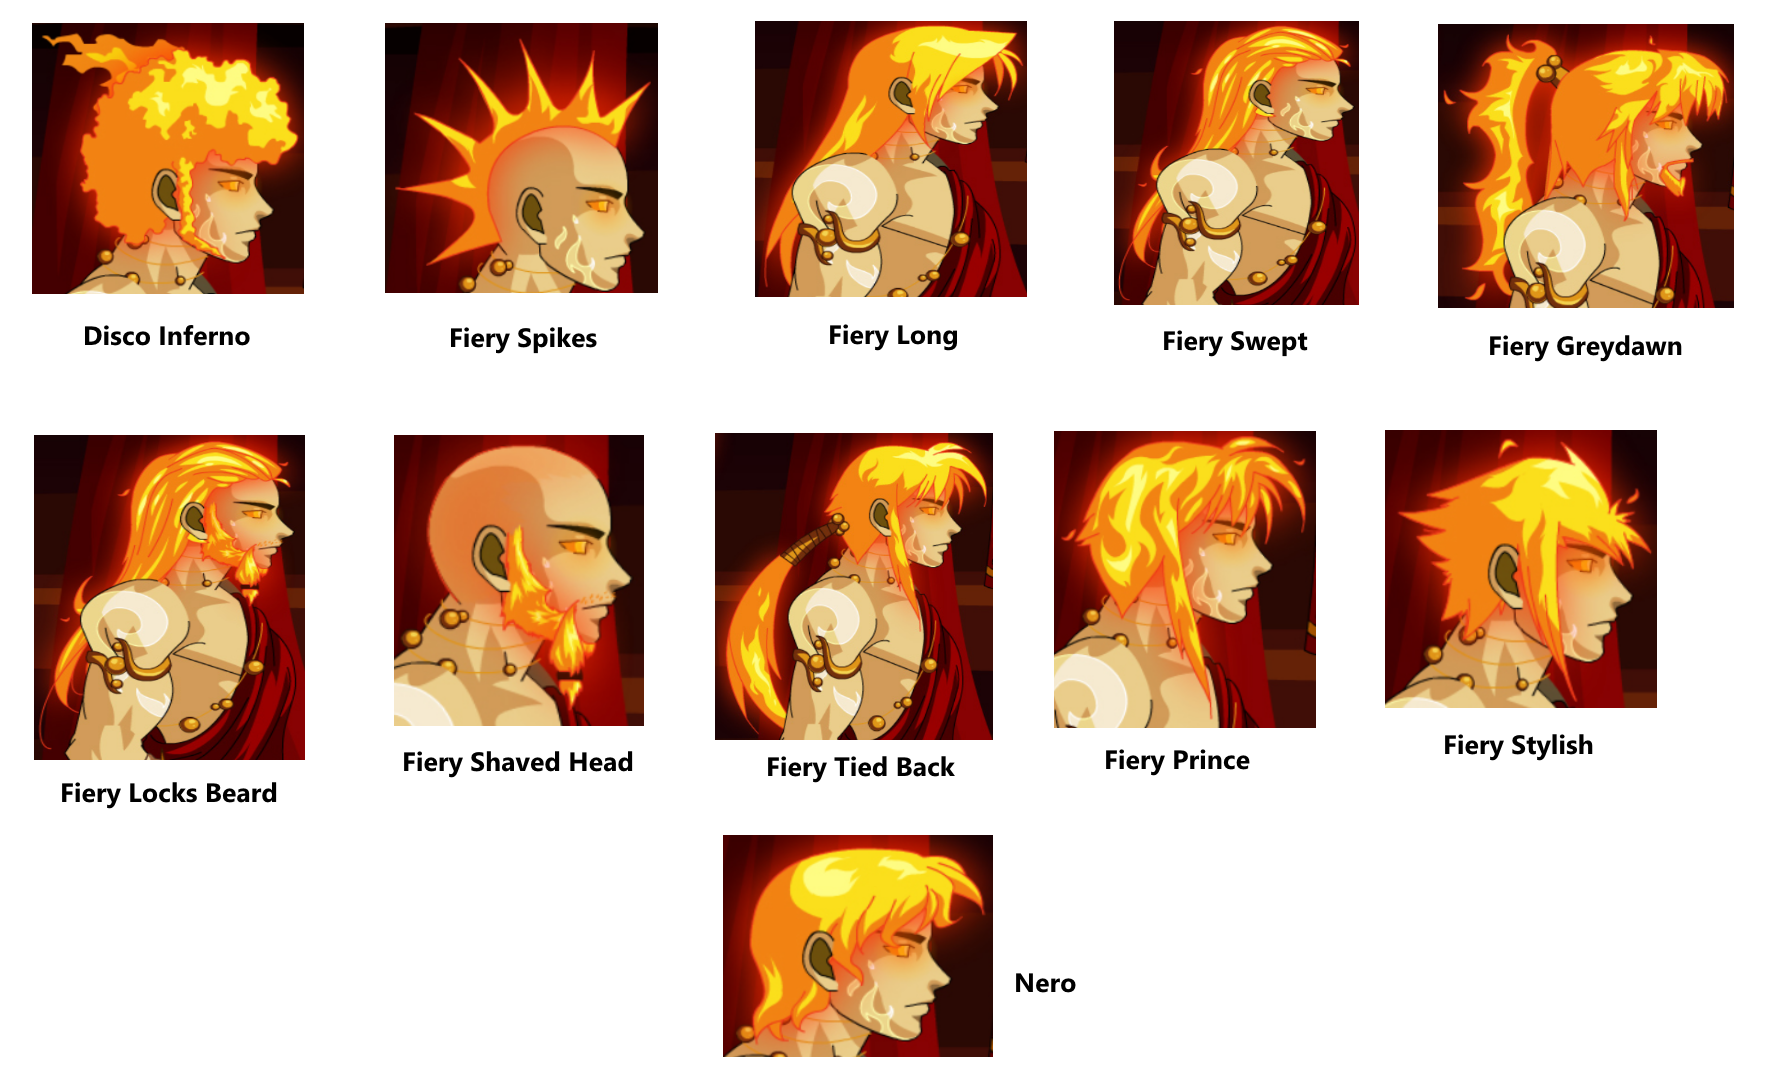 Disco Inferno
Fiery Spikes
Fiery Long
Fiery Swept
Fiery Greydawn
Fiery Locks Beard
Fiery Shaved Head
Fiery Tied Back
Fiery Prince
Fiery Stylish
Nero